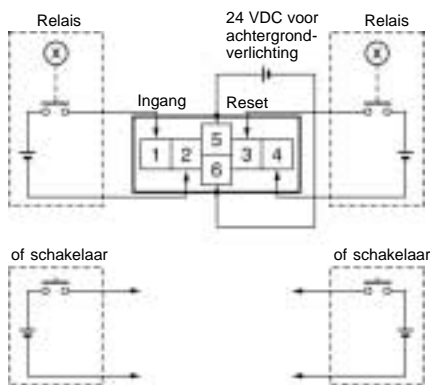 Relais
24 VDC voor
achtergrond-
verlichting
Relais
X
X
Ingang
Reset
1 2 5 3 4
6
of schakelaar
of schakelaar